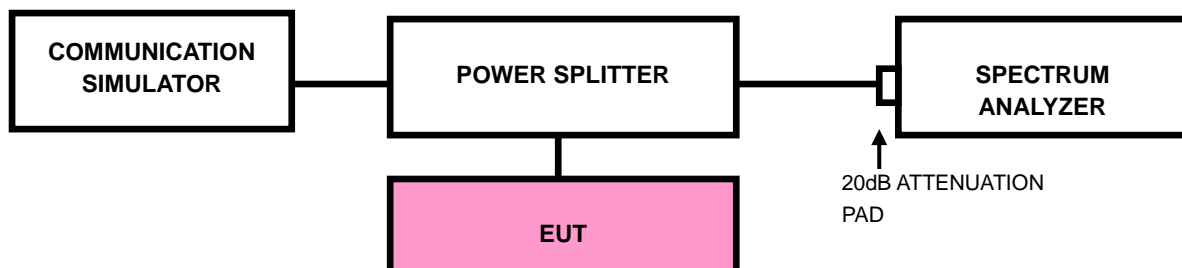 COMMUNICATION
SIMULATOR
POWER SPLITTER
SPECTRUM
ANALYZER
20dB ATTENUATION
PAD
EUT